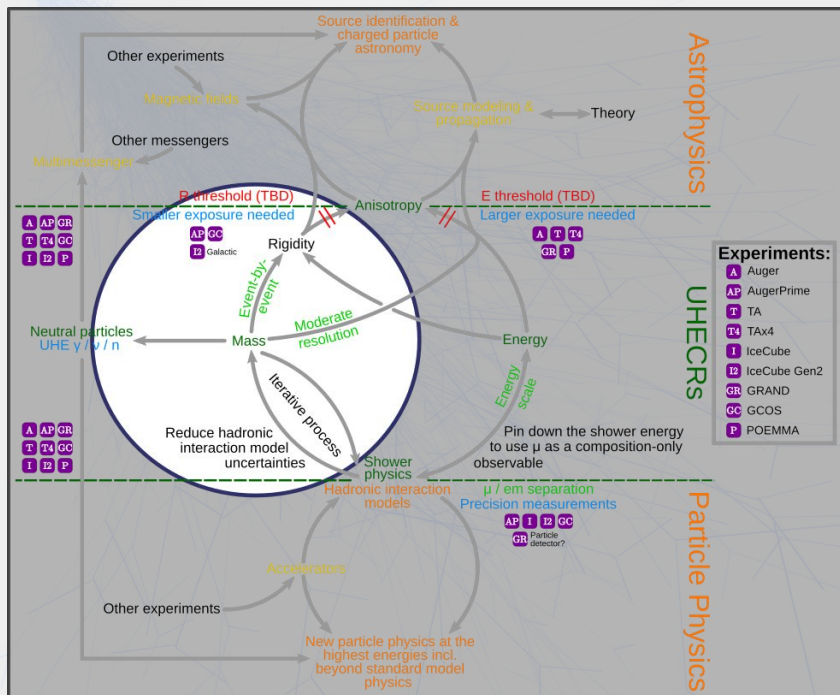 Source identification &
charged particle
astronomy
Other experiments
Magnetic fields
Source modeling &
propagation
Theory
Other messengers
Multimessenger
Astrophysics
R threshold (TBD)
E threshold (TBD)
Anisotropy
Smaller exposure needed
Larger exposure needed
A AP GR
T T4 GC
I I2 P
AP GC
I2 Galactic
A T T4
GR P
Rigidity
Event-by-
event
Moderate
resolution
Neutral particles
UHE γ / ν / n
Mass
Energy
Energy
scale
UHECRs
Experiments:
A Auger
AP AugerPrime
T TA
T4 TAx4
I IceCube
I2 IceCube Gen2
GR GRAND
GC GCOS
P POEMMA
Iterative process
A AP GR
T T4 GC
I I2 P
Reduce hadronic
interaction model
uncertainties
Pin down the shower energy
to use μ as a composition-only
observable
Shower
physics
Hadronic interaction
models
μ / em separation
Precision measurements
AP I I2 GC
GR Particle
detector?
Accelerators
Other experiments
New particle physics at the
highest energies incl.
beyond standard model
physics
Particle Physics